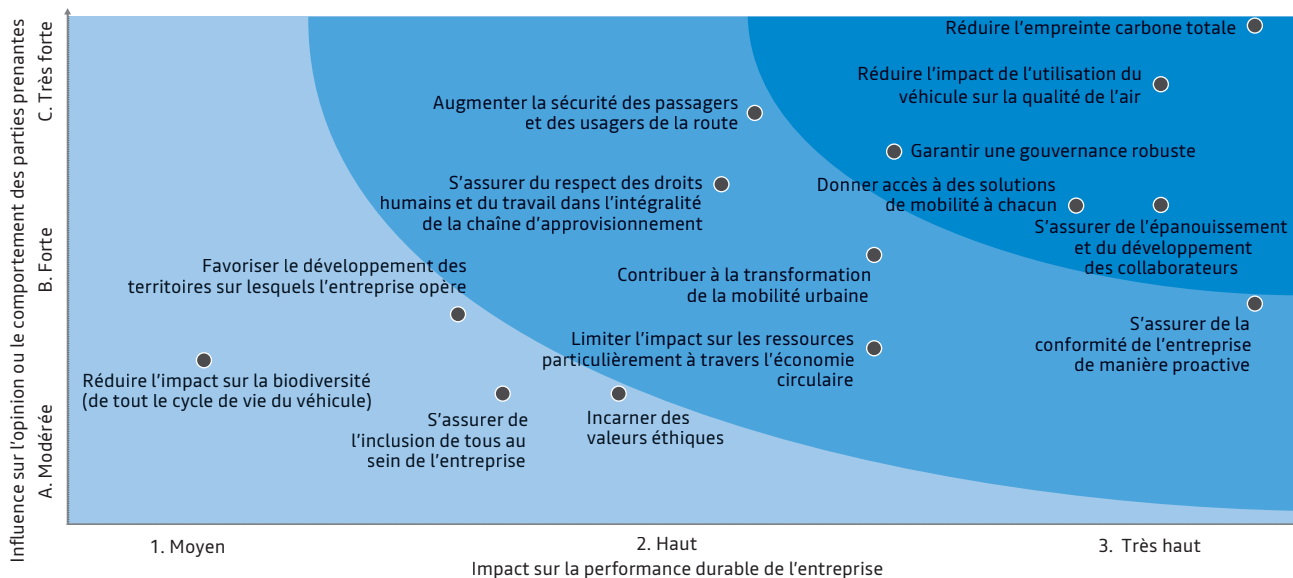 Influence sur l'opinion ou le comportement des parties prenantes
C. Très forte
B. Forte
A. Modérée
Réduire l'empreinte carbone totale
Réduire l'impact de l'utilisation du
véhicule sur la qualité de l'air
Augmenter la sécurité des passagers
et des usagers de la route
Garantir une gouvernance robuste
S'assurer du respect des droits
humains et du travail dans l'intégralité
de la chaîne d'approvisionnement
Donner accès à des solutions
de mobilité à chacun
S'assurer de l'épanouissement
et du développement
des collaborateurs
Favoriser le développement des
territoires sur lesquels l'entreprise opère
Contribuer à la transformation
de la mobilité urbaine
S'assurer de la
conformité de l'entreprise
de manière proactive
Limiter l'impact sur les ressources
particulièrement à travers l'économie
circulaire
Réduire l'impact sur la biodiversité
(de tout le cycle de vie du véhicule)
S'assurer de
l'inclusion de tous au
sein de l'entreprise
Incarner des
valeurs éthiques
1. Moyen
2. Haut
3. Très haut
Impact sur la performance durable de l'entreprise